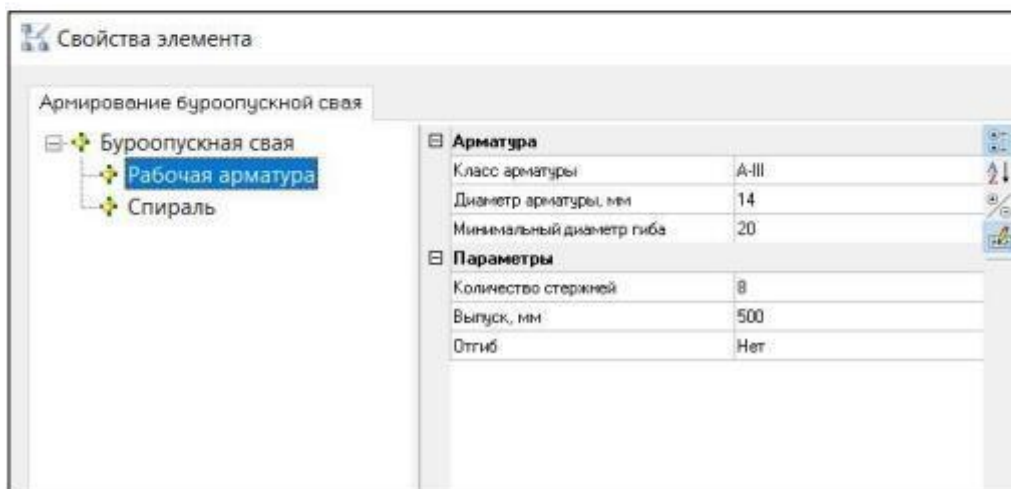 Свойства элемента
Армирование буроопускной свая
Буроопускная свая
Рабочая арматура
Спираль
Арматура
Класс арматуры A-III
Диаметр арматуры, мм 14
Минимальный диаметр гиба 20
Параметры
Количество стержней 8
Выпуск, мм 500
Отгиб Нет